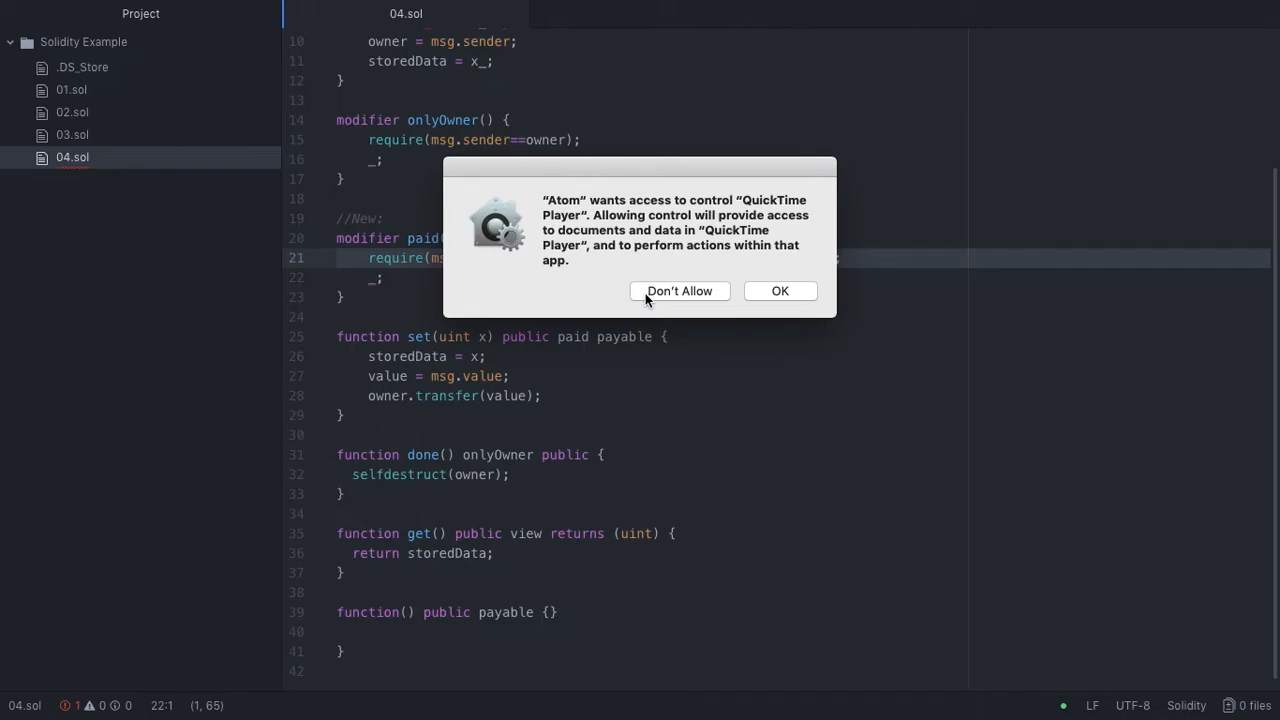 Project
04.sol
Solidity Example
.DS_Store
01.sol
02.sol
03.sol
04.sol
10 owner = msg.sender;
11 storedData = x_;
12 }
13
14 modifier onlyOwner() {
15 require(msg.sender==owner);
16 _;
17 }
18
19 //New:
20 modifier paid(
21 require(ms ;
22 _;
23 }
24
25 function set(uint x) public paid payable {
26 storedData = x;
27 value = msg.value;
28 owner.transfer(value);
29 }
30
31 function done() onlyOwner public {
32 selfdestruct(owner);
33 }
34
35 function get() public view returns (uint) {
36 return storedData;
37 }
38
39 function() public payable {}
40
41 }
42
“Atom” wants access to control “QuickTime
Player”. Allowing control will provide access
to documents and data in “QuickTime
Player”, and to perform actions within that
app.
Don’t Allow
OK
04.sol 1 0 0 22:1 (1, 65) LF UTF-8 Solidity 0 files